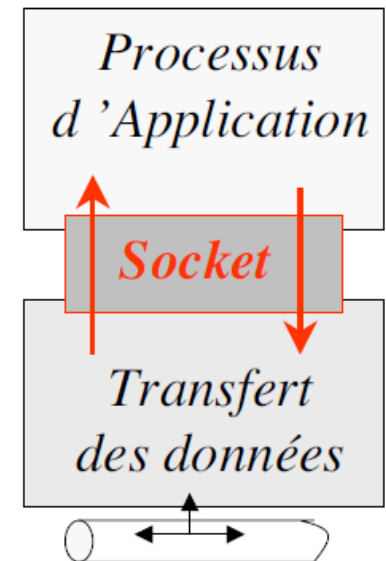 Processus
d ’Application
Socket
Transfert
des données